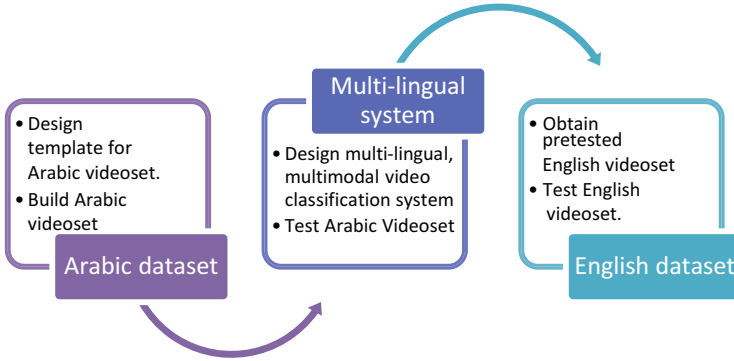 • Design
template for
Arabic videoset.
• Build Arabic
videoset
Arabic dataset
Multi-lingual
system
• Design multi-lingual,
multimodal video
classification system
• Test Arabic Videoset
• Obtain
pretested
English videoset
• Test English
videoset.
English dataset